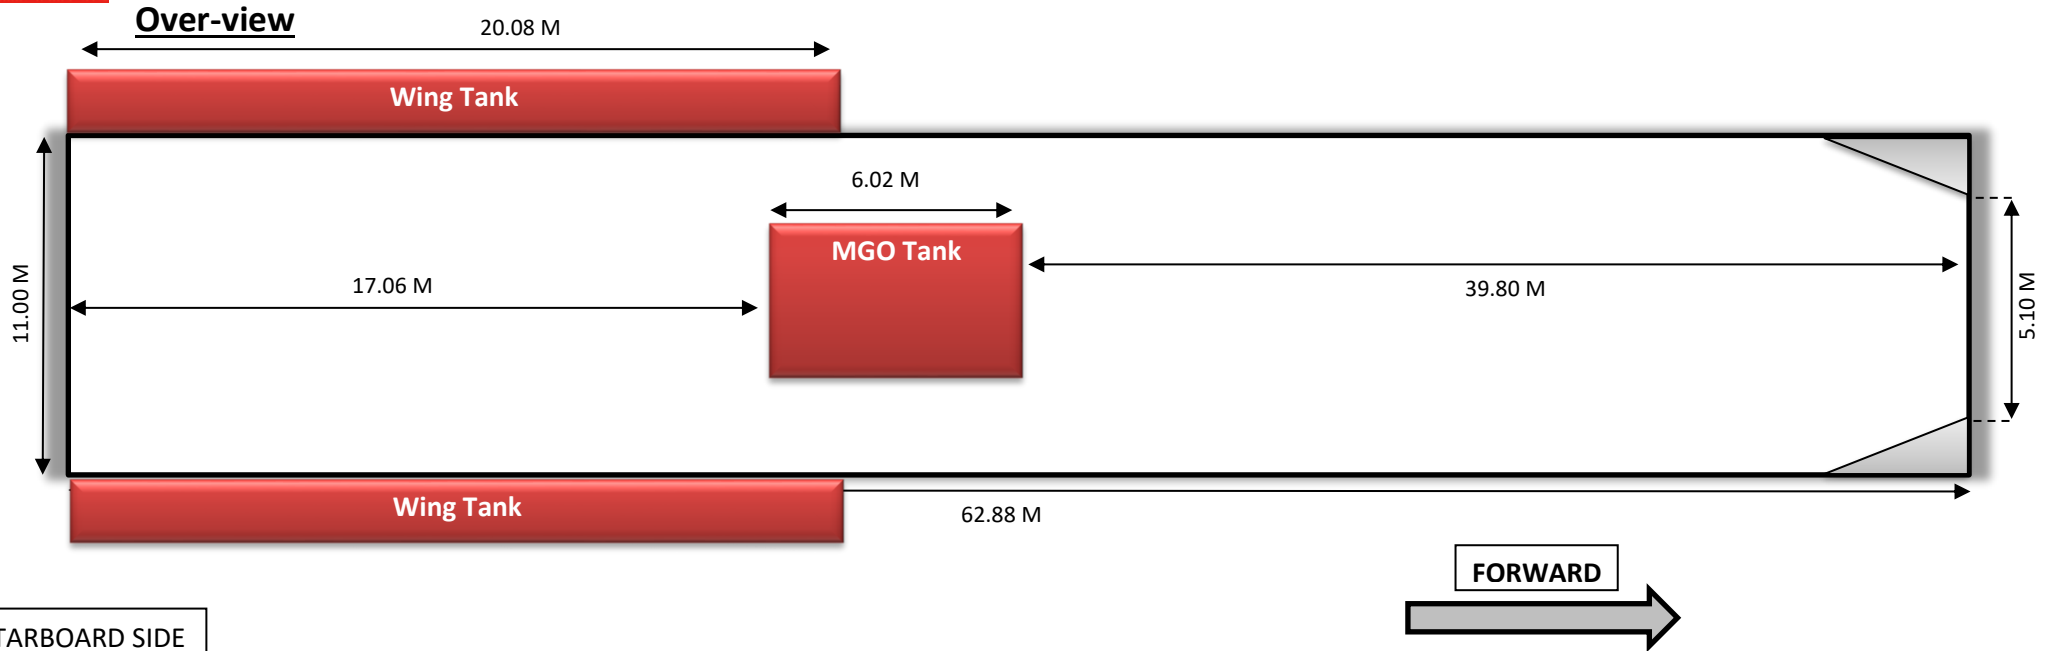 Over-view
20.08 M
Wing Tank
6.02 M
MGO Tank
17.06 M
39.80 M
11.00 M
5.10 M
Wing Tank
62.88 M
FORWARD
TARBOARD SIDE